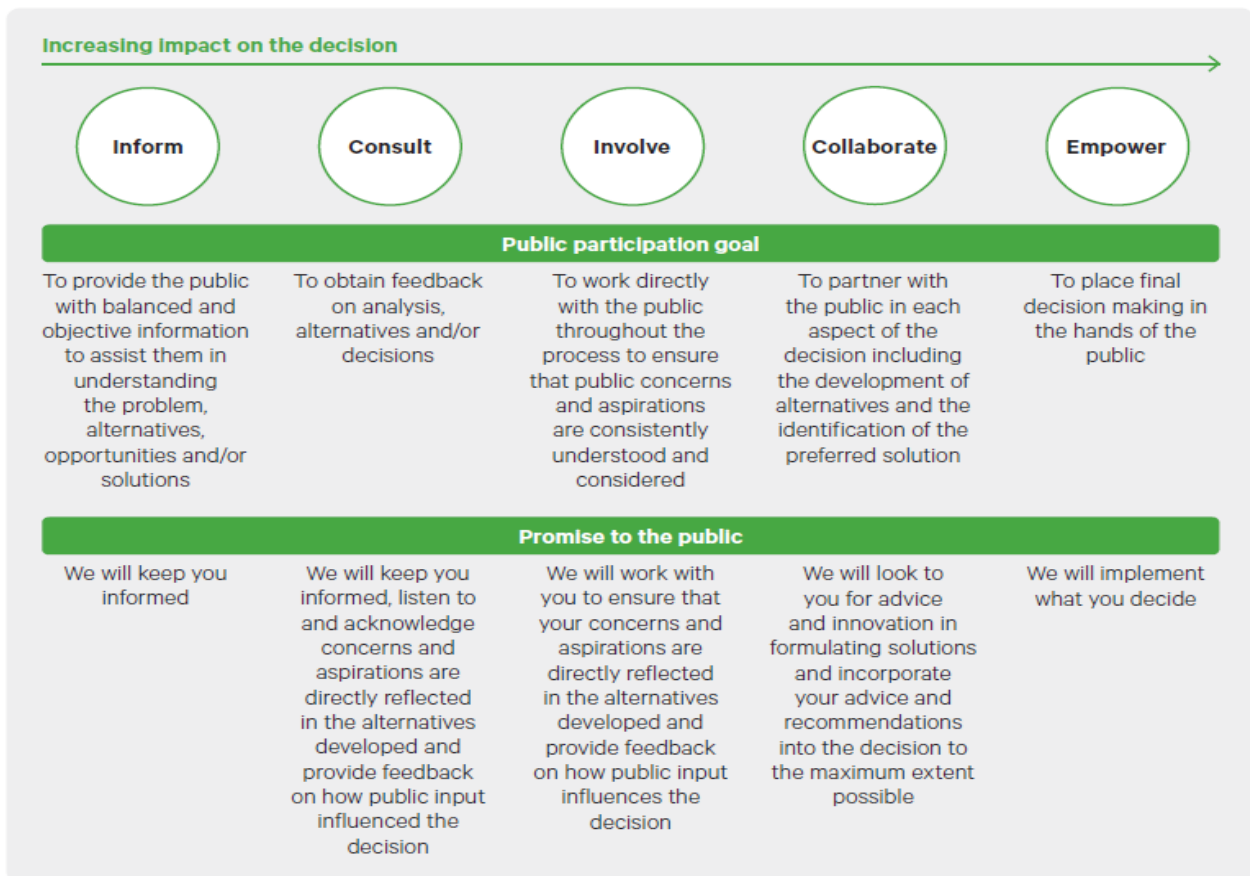 Increasing impact on the decision
Inform
Consult
Involve
Collaborate
Empower
Public participation goal
To provide the public
with balanced and
objective information
to assist them in
understanding
the problem,
alternatives,
opportunities and/or
solutions
To obtain feedback
on analysis,
alternatives and/or
decisions
To work directly
with the public
throughout the
process to ensure
that public concerns
and aspirations
are consistently
understood and
considered
To partner with
the public in each
aspect of the
decision including
the development of
alternatives and the
identification of the
preferred solution
To place final
decision making in
the hands of the
public
Promise to the public
We will keep you
informed
We will keep you
informed, listen to
and acknowledge
concerns and
aspirations are
directly reflected
in the alternatives
developed and
provide feedback
on how public input
influenced the
decision
We will work with
you to ensure that
your concerns and
aspirations are
directly reflected
in the alternatives
developed and
provide feedback
on how public input
influences the
decision
We will look to
you for advice
and innovation in
formulating solutions
and incorporate
your advice and
recommendations
into the decision to
the maximum extent
possible
We will implement
what you decide